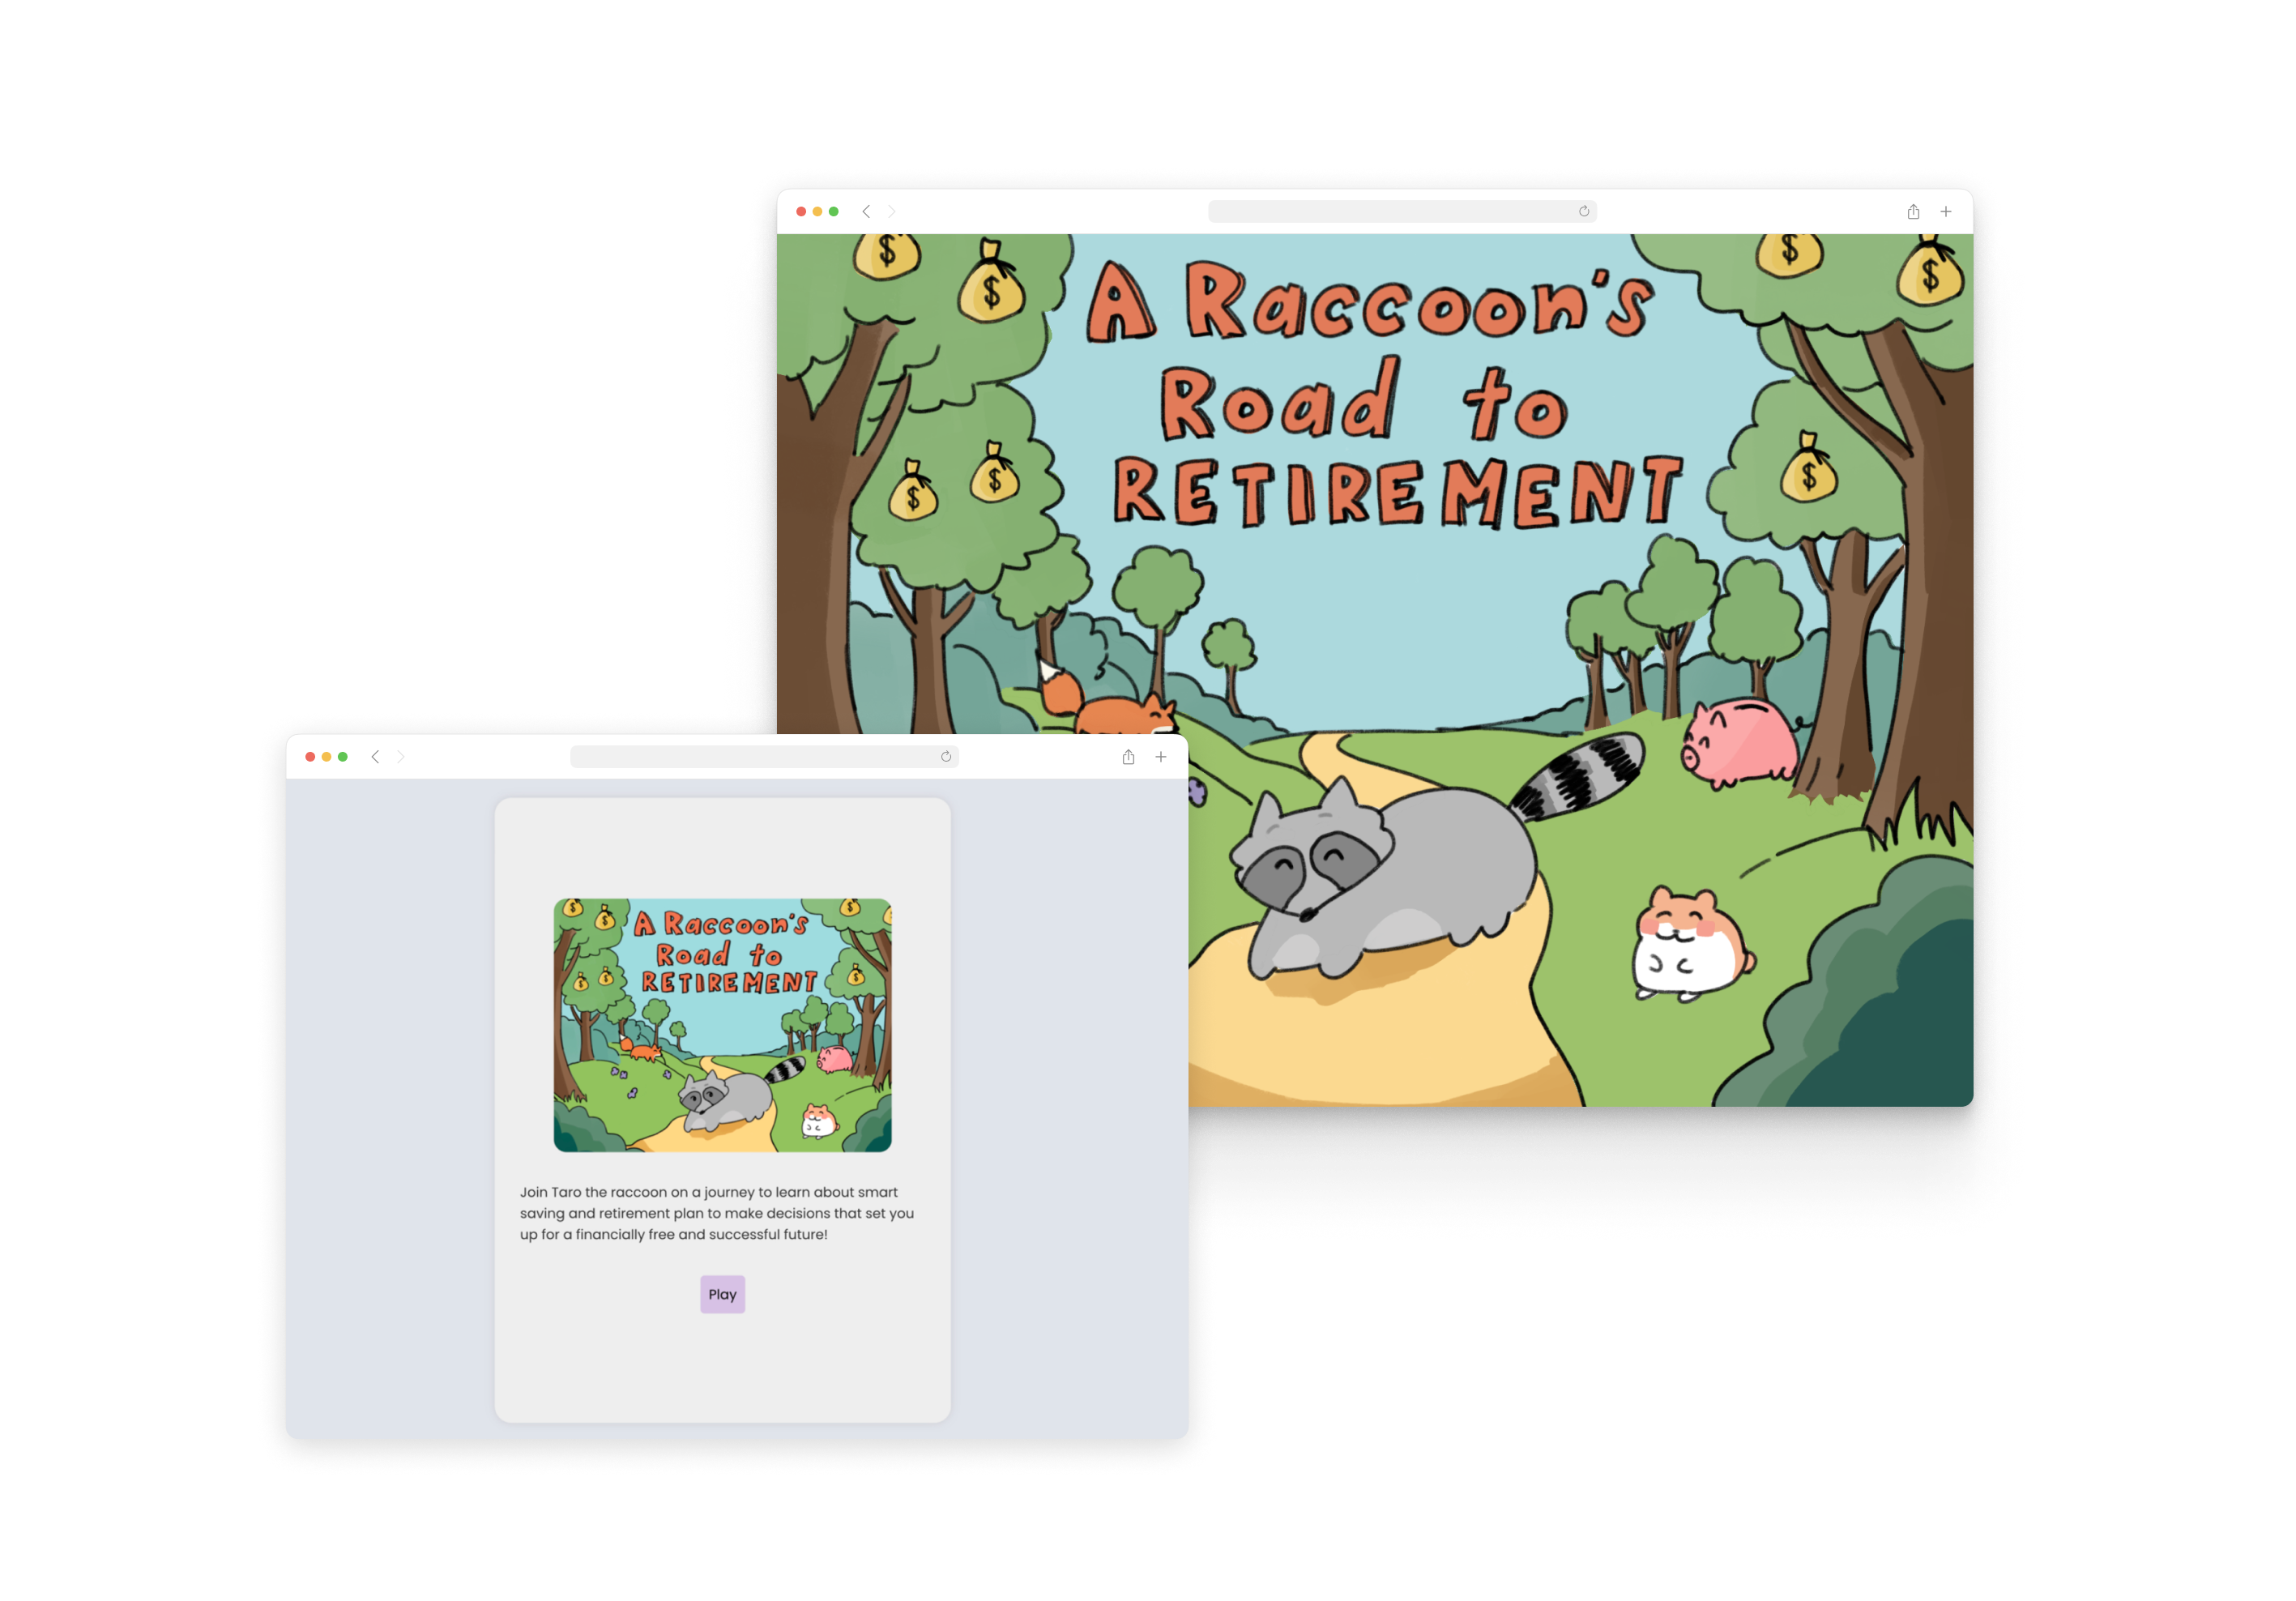 A Raccoon's
Road to
RETIREMENT
$
$
$
$
$
$
$
A Raccoon's
Road to
RETIREMENT
$
$
$
$
$
$
Join Taro the raccoon on a journey to learn about smart
saving and retirement plan to make decisions that set you
up for a financially free and successful future!
Play